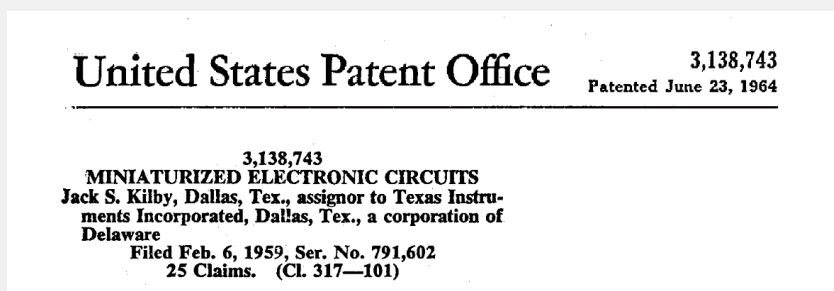 United States Patent Office
3,138,743
Patented June 23, 1964
3,138,743
MINIATURIZED ELECTRONIC CIRCUITS
Jack S. Kilby, Dallas, Tex., assignor to Texas Instru-
ments Incorporated, Dallas, Tex., a corporation of
Delaware
Filed Feb. 6, 1959, Ser. No. 791,602
25 Claims. (Cl. 317—101)